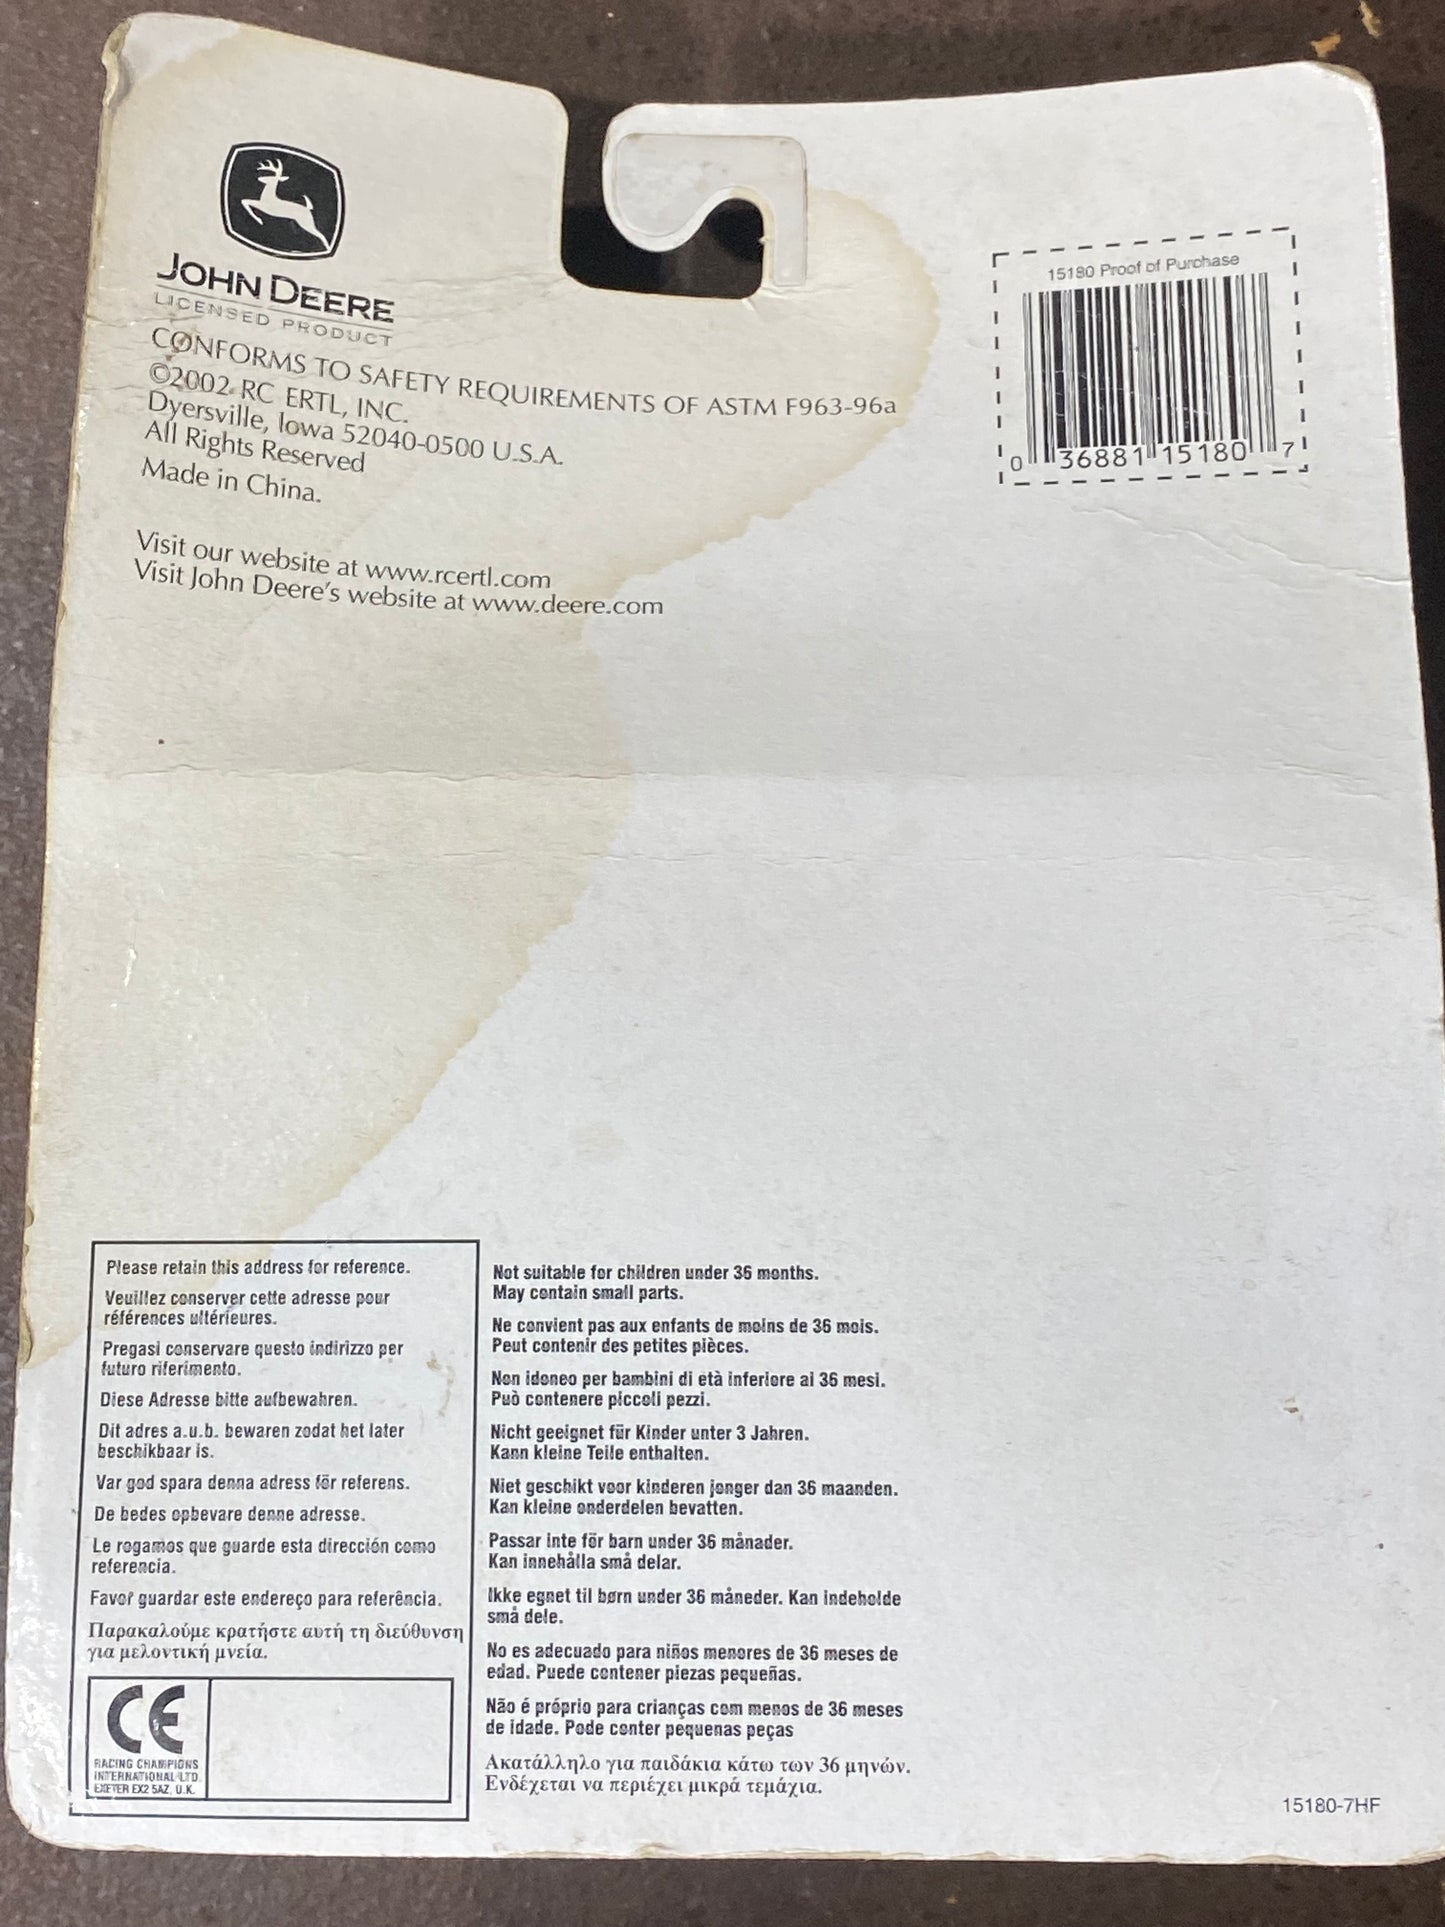 JOHN DEERE
LICENSED PRODUCT
CONFORMS TO SAFETY REQUIREMENTS OF ASTM F963-96a
©2002 RC ERTL, INC.
Dyersville, Iowa 52040-0500 U.S.A.
All Rights Reserved
Made in China.
Visit our website at www.rcertl.com
Visit John Deere's website at www.deere.com
15180 Proof of Purchase
0 36881 15180 7
Please retain this address for reference.
Veuillez conserver cette adresse pour
références ultérieures.
Pregasi conservare questo indirizzo per
futuro riferimento.
Diese Adresse bitte aufbewahren.
Dit adres a.u.b. bewaren zodat het later
beschikbaar is.
Var god spara denna adress för referens.
De bedes opbevare denne adresse.
Le rogamos que guarde esta dirección como
referencia.
Favor guardar este endereço para referência.
Παρακαλούμε κρατήστε αυτή τη διεύθυνση
για μελοντική μνεία.
CE
RACING CHAMPIONS
INTERNATIONAL LTD.
EXETER EX2 5AZ, U.K.
Not suitable for children under 36 months.
May contain small parts.
Ne convient pas aux enfants de moins de 36 mois.
Peut contenir des petites pièces.
Non idoneo per bambini di età inferiore ai 36 mesi.
Può contenere piccoli pezzi.
Nicht geeignet für Kinder unter 3 Jahren.
Kann kleine Teile enthalten.
Niet geschikt voor kinderen jonger dan 36 maanden.
Kan kleine onderdelen bevatten.
Passar inte för barn under 36 månader.
Kan innehålla små delar.
Ikke egnet til børn under 36 måneder. Kan indeholde
små dele.
No es adecuado para niños menores de 36 meses de
edad. Puede contener piezas pequeñas.
Não é próprio para crianças com menos de 36 meses
de idade. Pode conter pequenas peças
Ακατάλληλο για παιδάκια κάτω των 36 μηνών.
Ενδέχεται να περιέχει μικρά τεμάχια.
15180-7HF